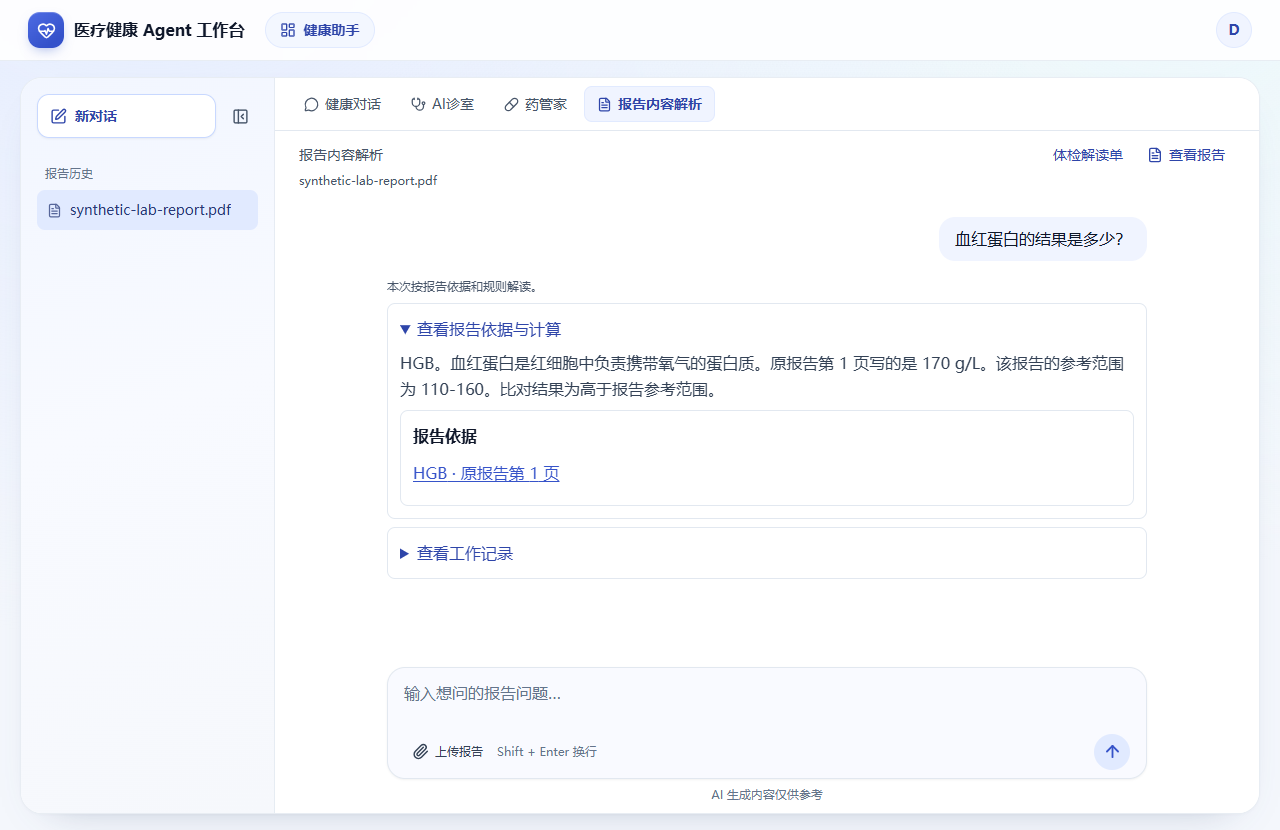 医疗健康 Agent 工作台
健康助手
D
新对话
报告历史
synthetic-lab-report.pdf
健康对话
AI诊室
药管家
报告内容解析
报告内容解析
体检解读单
查看报告
synthetic-lab-report.pdf
血红蛋白的结果是多少?
本次按报告依据和规则解读。
查看报告依据与计算
HGB。血红蛋白是红细胞中负责携带氧气的蛋白质。原报告第 1 页写的是 170 g/L。该报告的参考范围
为 110-160。比对结果为高于报告参考范围。
报告依据
HGB · 原报告第 1 页
查看工作记录
输入想问的报告问题...
上传报告
Shift + Enter 换行
AI 生成内容仅供参考